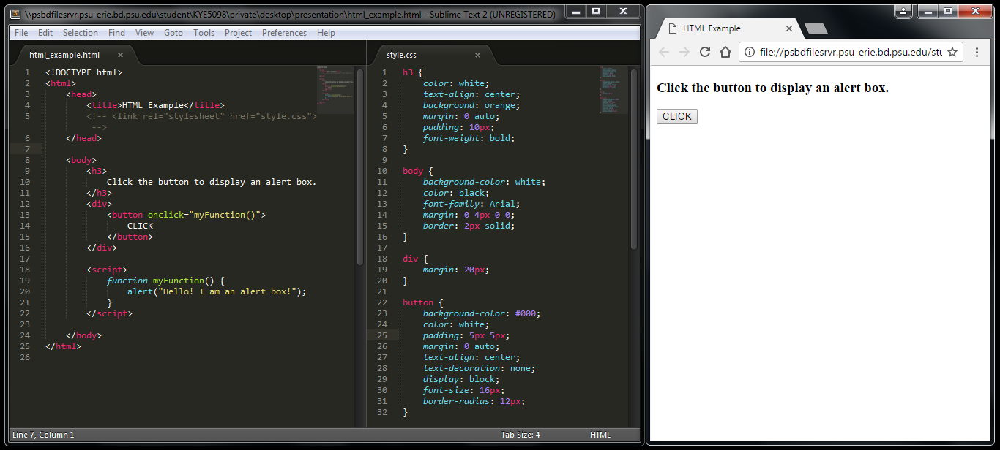 \\psbdfilesrvr.psu-erie.bd.psu.edu\student\KYE5098\private\desktop\presentation\html_example.html - Sublime Text 2 (UNREGISTERED)
File Edit Selection Find View Goto Tools Project Preferences Help
html_example.html
1 <!DOCTYPE html>
2 <html>
3 <head>
4 <title>HTML Example</title>
5 <!-- <link rel="stylesheet" href="style.css">
-->
6 </head>
7
8 <body>
9 <h3>
10 Click the button to display an alert box.
11 </h3>
12 <div>
13 <button onclick="myFunction()">
14 CLICK
15 </button>
16 </div>
17
18 <script>
19 function myFunction() {
20 alert("Hello! I am an alert box!");
21 }
22 </script>
23
24 </body>
25 </html>
26
style.css
1 h3 {
2 color: white;
3 text-align: center;
4 background: orange;
5 margin: 0 auto;
6 padding: 10px;
7 font-weight: bold;
8 }
9
10 body {
11 background-color: white;
12 color: black;
13 font-family: Arial;
14 margin: 0 4px 0 0;
15 border: 2px solid;
16 }
17
18 div {
19 margin: 20px;
20 }
21
22 button {
23 background-color: #000;
24 color: white;
25 padding: 5px 5px;
26 margin: 0 auto;
27 text-align: center;
28 text-decoration: none;
29 display: block;
30 font-size: 16px;
31 border-radius: 12px;
32 }
Line 7, Column 1 Tab Size: 4 HTML
HTML Example
file://psbdfilesrvr.psu-erie.bd.psu.edu/stu
Click the button to display an alert box.
CLICK